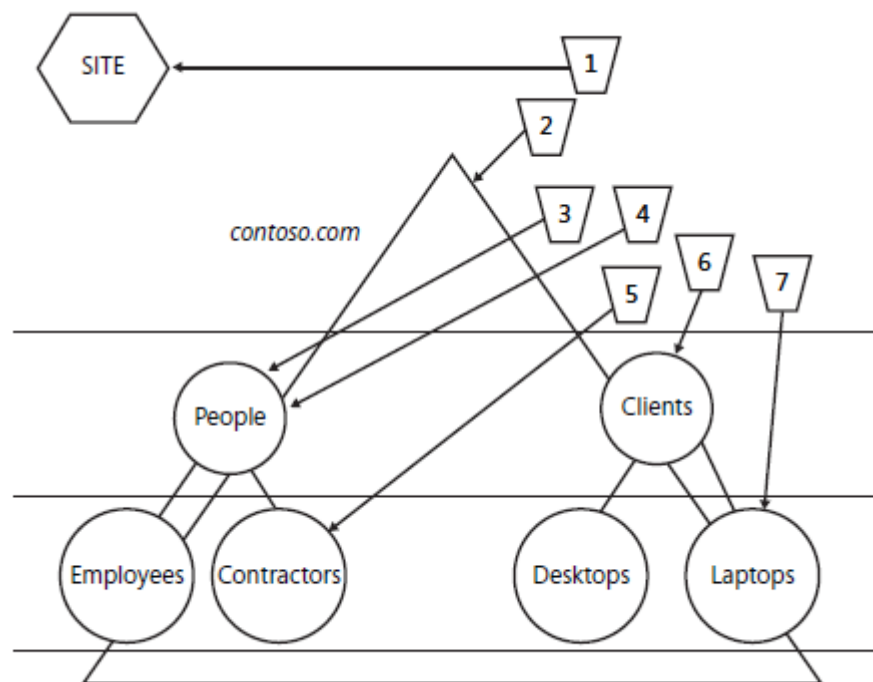 SITE
1
2
3
4
contoso.com
6
5
7
People
Clients
Employees
Contractors
Desktops
Laptops